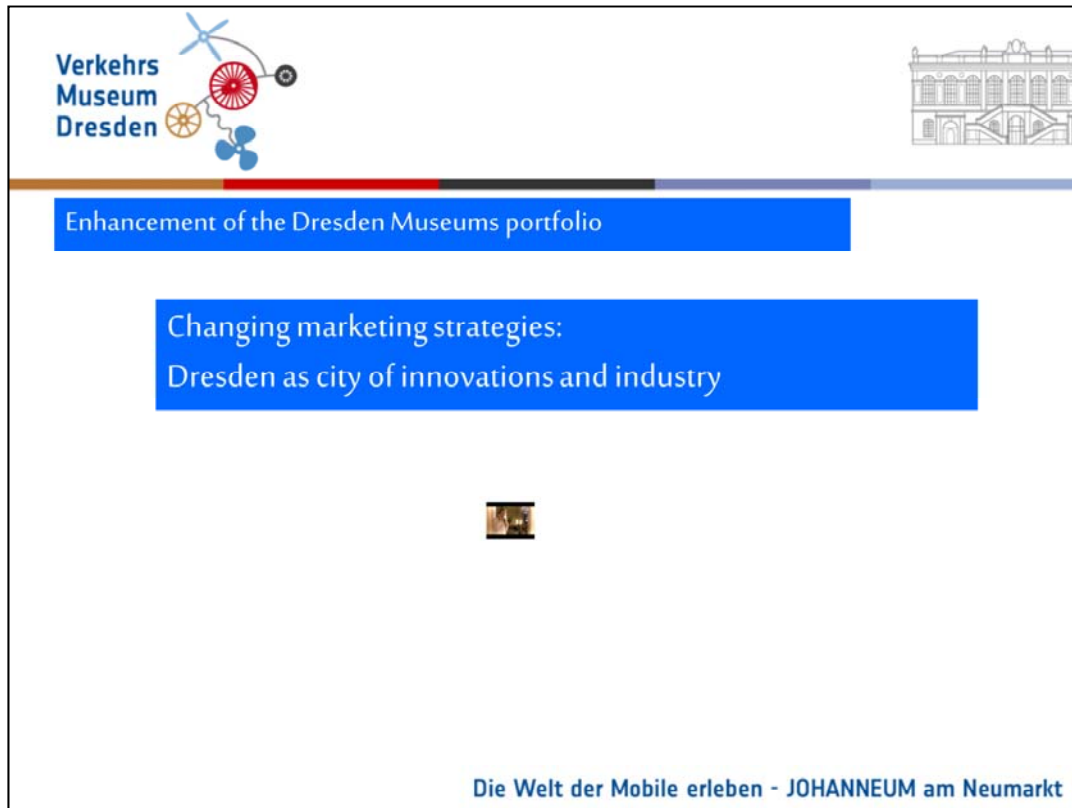 Verkehrs
Museum
Dresden
Enhancement of the Dresden Museums portfolio
Changing marketing strategies:
Dresden as city of innovations and industry
Die Welt der Mobile erleben - JOHANNEUM am Neumarkt